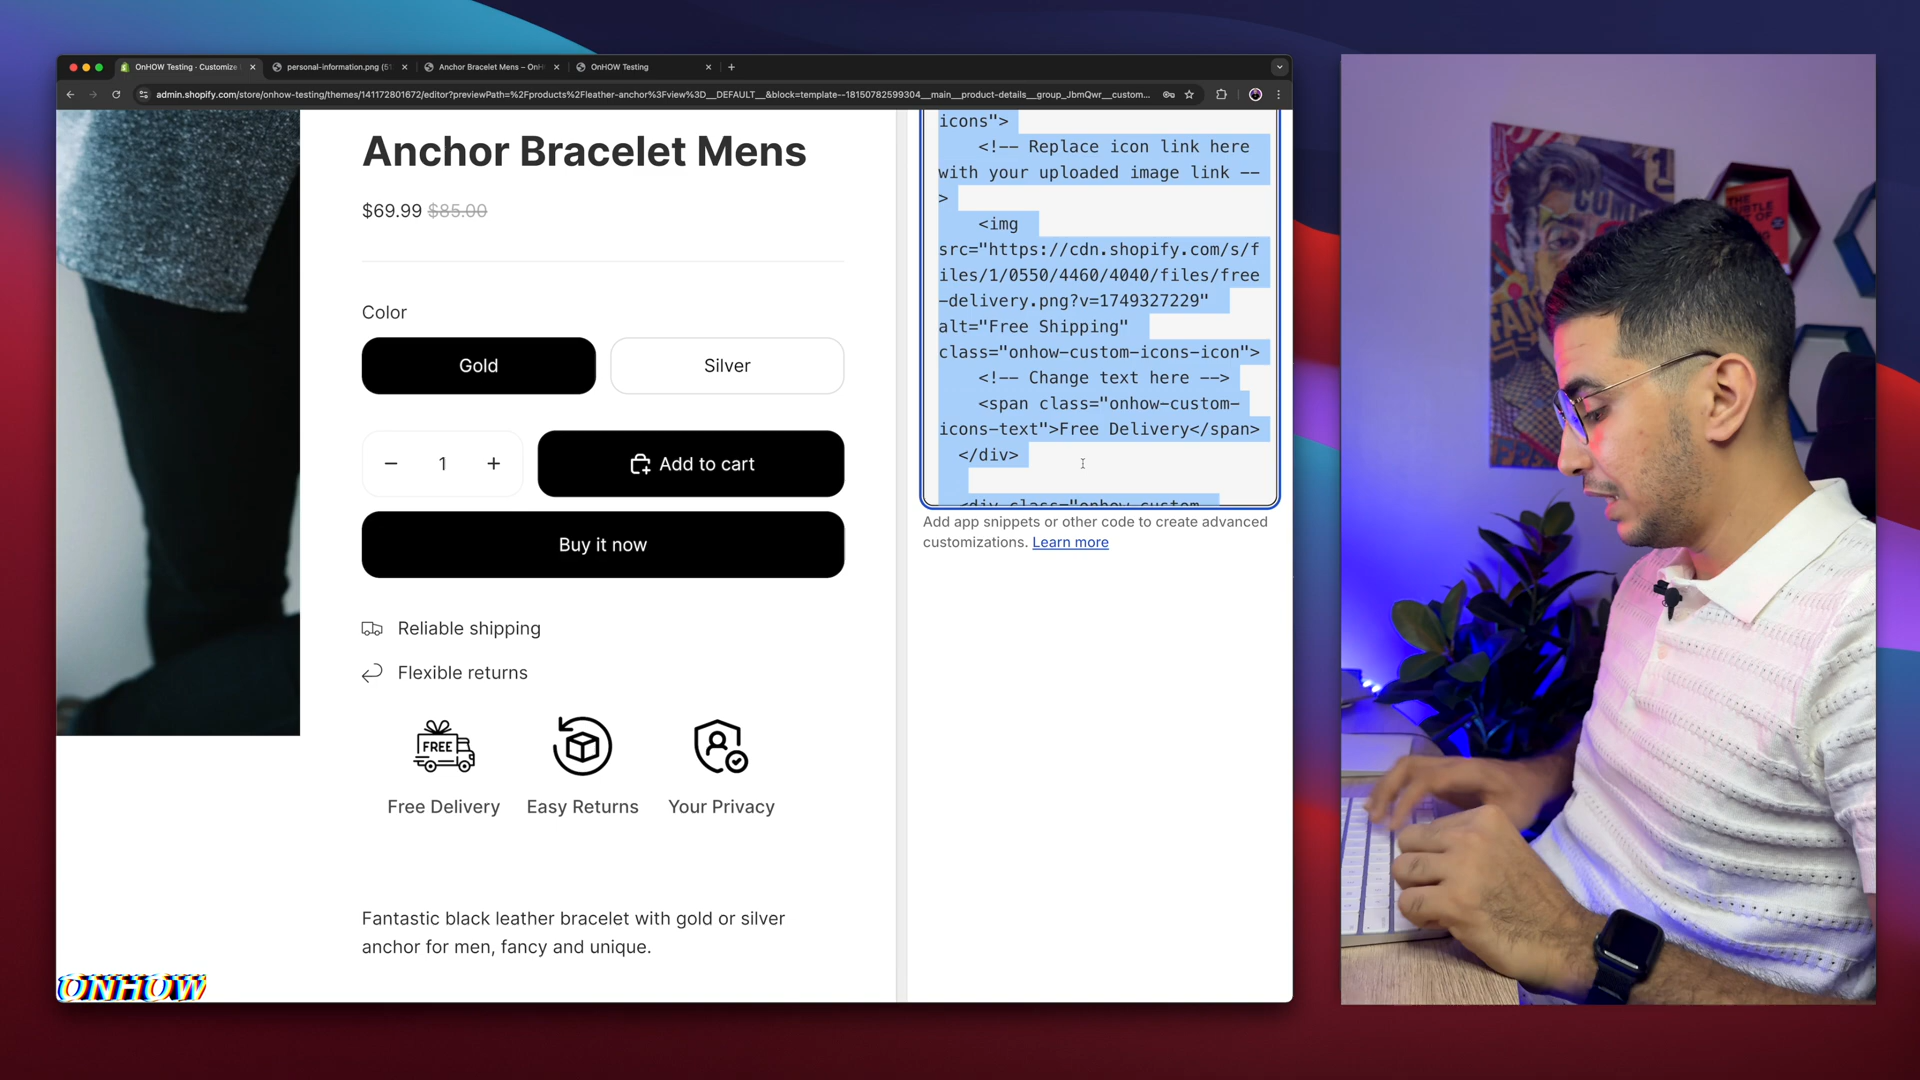 OnHOW Testing - Customize
personal-information.png (51
Anchor Bracelet Mens – OnH
OnHOW Testing
admin.shopify.com/store/onhow-testing/themes/141172801672/editor?previewPath=%2Fproducts%2Fleather-anchor%3Fview%3D__DEFAULT__&block=template--18150782599304__main__product-details__group_JbmQwr__custom...
Anchor Bracelet Mens
$69.99 $85.00
Color
Gold
Silver
− 1 +
Add to cart
Buy it now
Reliable shipping
Flexible returns
FREE
Free Delivery
Easy Returns
Your Privacy
Fantastic black leather bracelet with gold or silver
anchor for men, fancy and unique.
ONHOW
icons">
<!-- Replace icon link here
with your uploaded image link --
>
<img
src="https://cdn.shopify.com/s/f
iles/1/0550/4460/4040/files/free
-delivery.png?v=1749327229"
alt="Free Shipping"
class="onhow-custom-icons-icon">
<!-- Change text here -->
<span class="onhow-custom-
icons-text">Free Delivery</span>
</div>
<div class="onhow-custom-
Add app snippets or other code to create advanced
customizations. Learn more